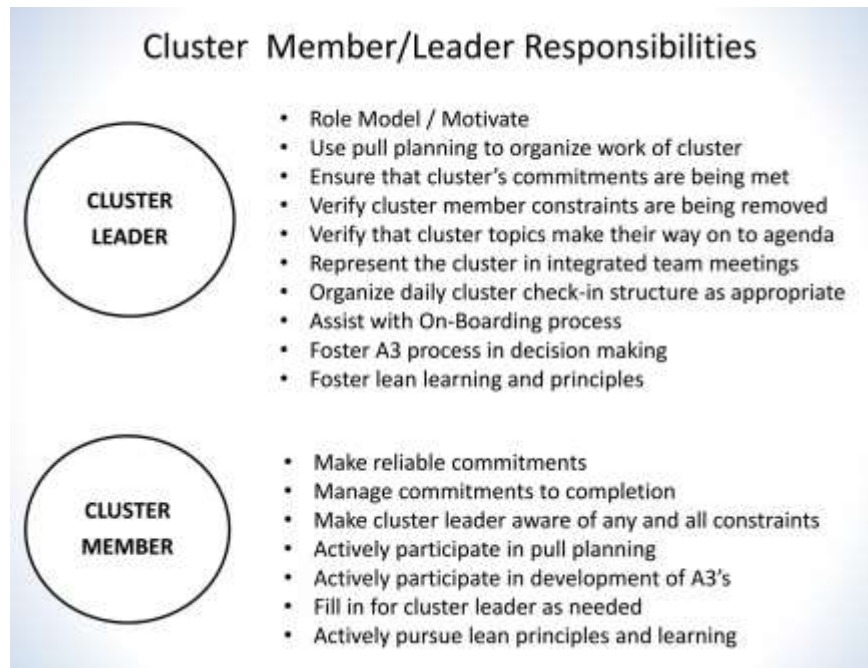 Cluster Member/Leader Responsibilities
CLUSTER
LEADER
• Role Model / Motivate
• Use pull planning to organize work of cluster
• Ensure that cluster's commitments are being met
• Verify cluster member constraints are being removed
• Verify that cluster topics make their way on to agenda
• Represent the cluster in integrated team meetings
• Organize daily cluster check-in structure as appropriate
• Assist with On-Boarding process
• Foster A3 process in decision making
• Foster lean learning and principles
CLUSTER
MEMBER
• Make reliable commitments
• Manage commitments to completion
• Make cluster leader aware of any and all constraints
• Actively participate in pull planning
• Actively participate in development of A3's
• Fill in for cluster leader as needed
• Actively pursue lean principles and learning